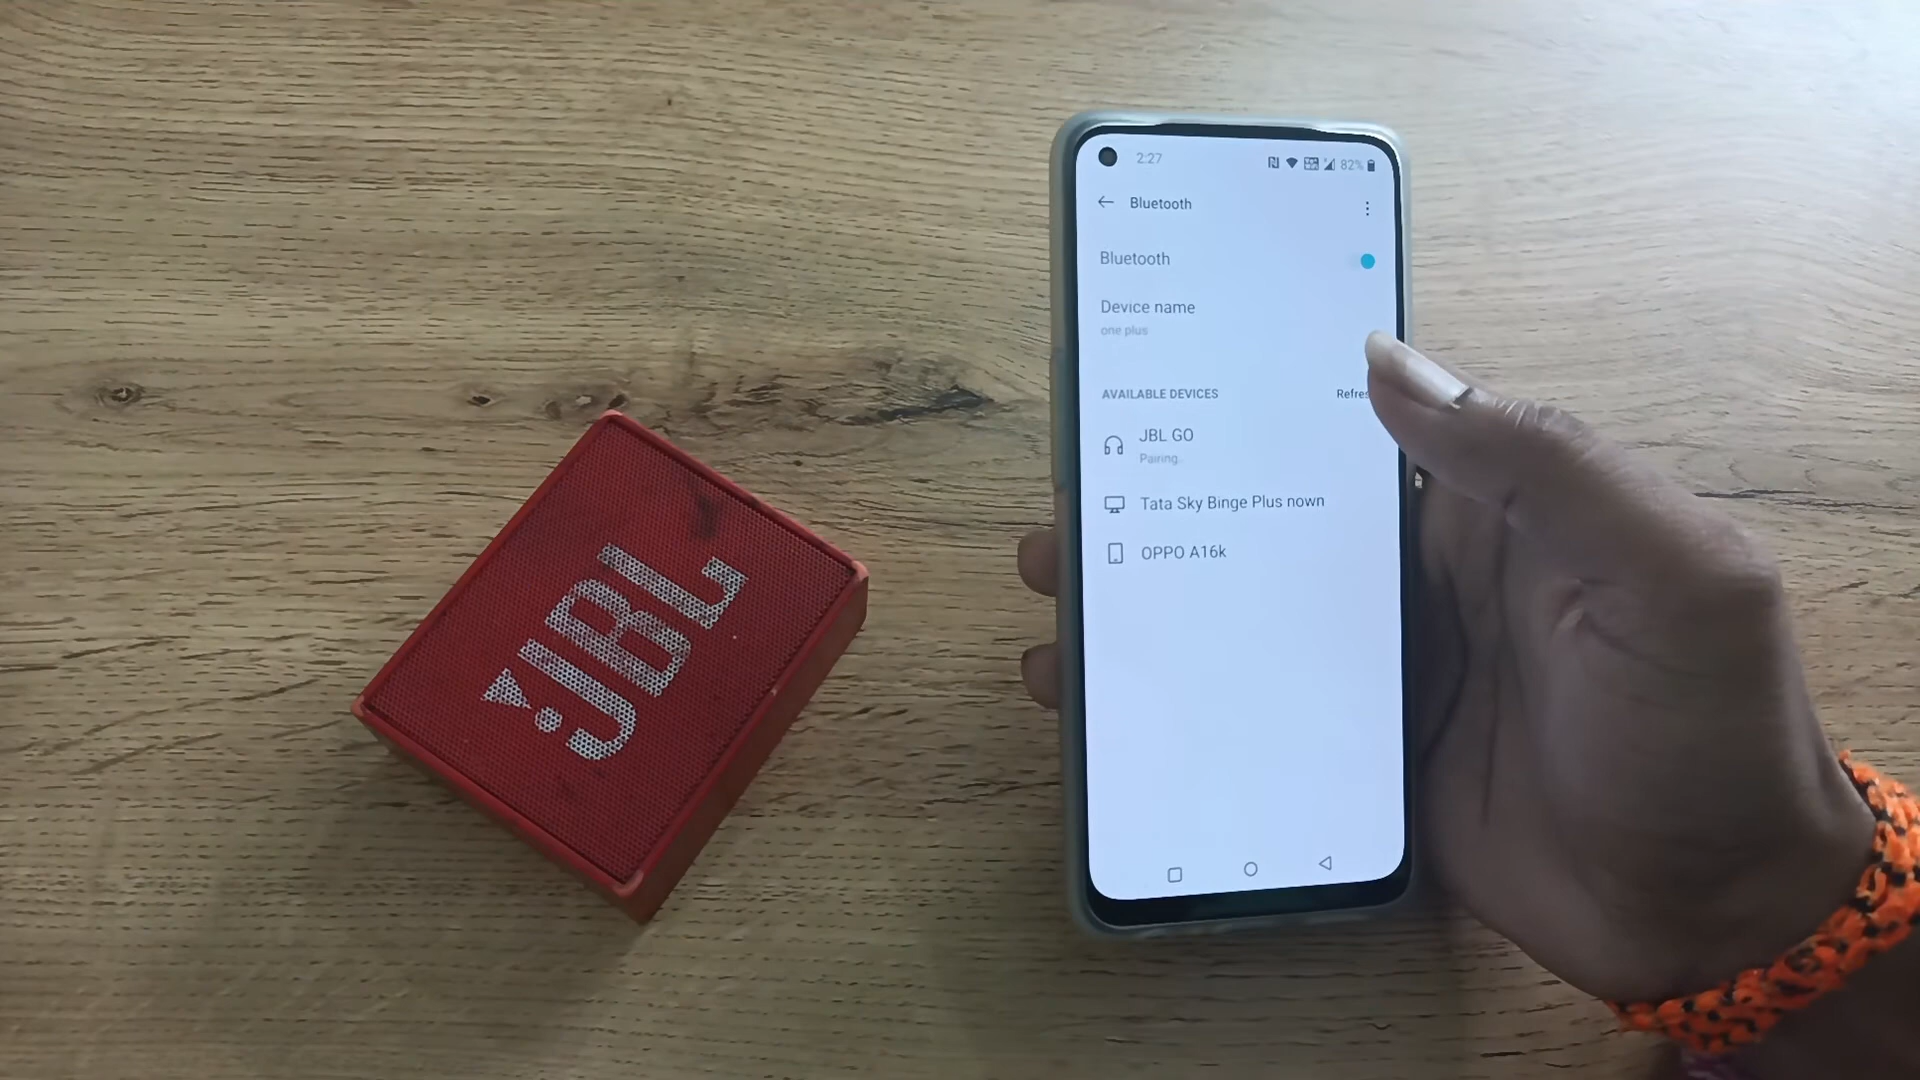 JBL
2:27
82%
Bluetooth
Bluetooth
Device name
one plus
AVAILABLE DEVICES
Refres
JBL GO
Pairing..
Tata Sky Binge Plus nown
OPPO A16k